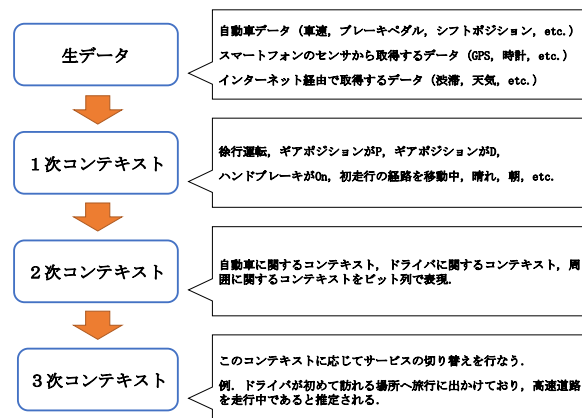 生データ
自動車データ (車速, ブレーキペダル, シフトポジション, etc.)
スマートフォンのセンサから取得するデータ (GPS, 時計, etc.)
インターネット経由で取得するデータ (渋滞, 天気, etc.)
1次コンテキスト
徐行運転, ギアポジションがP, ギアポジションがD,
ハンドブレーキがOn, 初走行の経路を移動中, 晴れ, 朝, etc.
2次コンテキスト
自動車に関するコンテキスト, ドライバに関するコンテキスト, 周
囲に関するコンテキストをビット列で表現.
3次コンテキスト
このコンテキストに応じてサービスの切り替えを行なう.
例. ドライバが初めて訪れる場所へ旅行に出かけており, 高速道路
を走行中であると推定される.